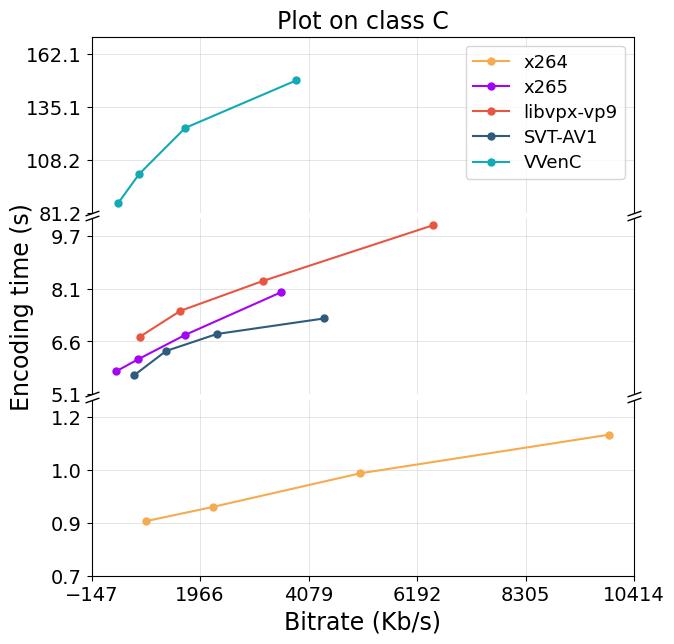 Plot on class C
162.1
135.1
108.2
81.2
9.7
8.1
6.6
5.1
1.2
1.0
0.9
0.7
Encoding time (s)
x264
x265
libvpx-vp9
SVT-AV1
VVenC
−147 1966 4079 6192 8305 10414
Bitrate (Kb/s)